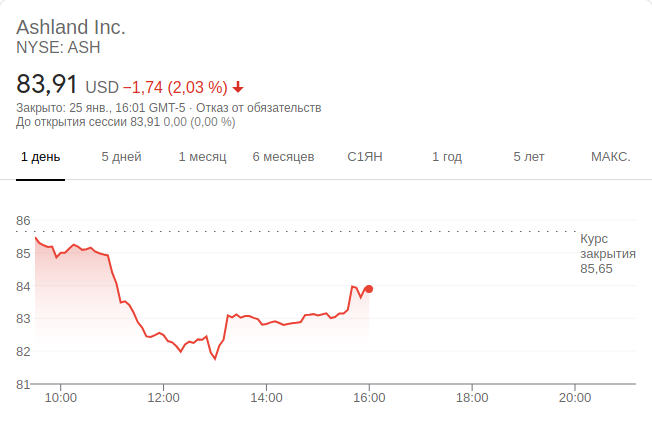 Ashland Inc.
NYSE: ASH
83,91 USD −1,74 (2,03 %)
Закрыто: 25 янв., 16:01 GMT-5 · Отказ от обязательств
До открытия сессии 83,91 0,00 (0,00 %)
1 день 5 дней 1 месяц 6 месяцев С1ЯН 1 год 5 лет МАКС.
86
Курс
закрытия
85,65
85
84
83
82
81
10:00 12:00 14:00 16:00 18:00 20:00